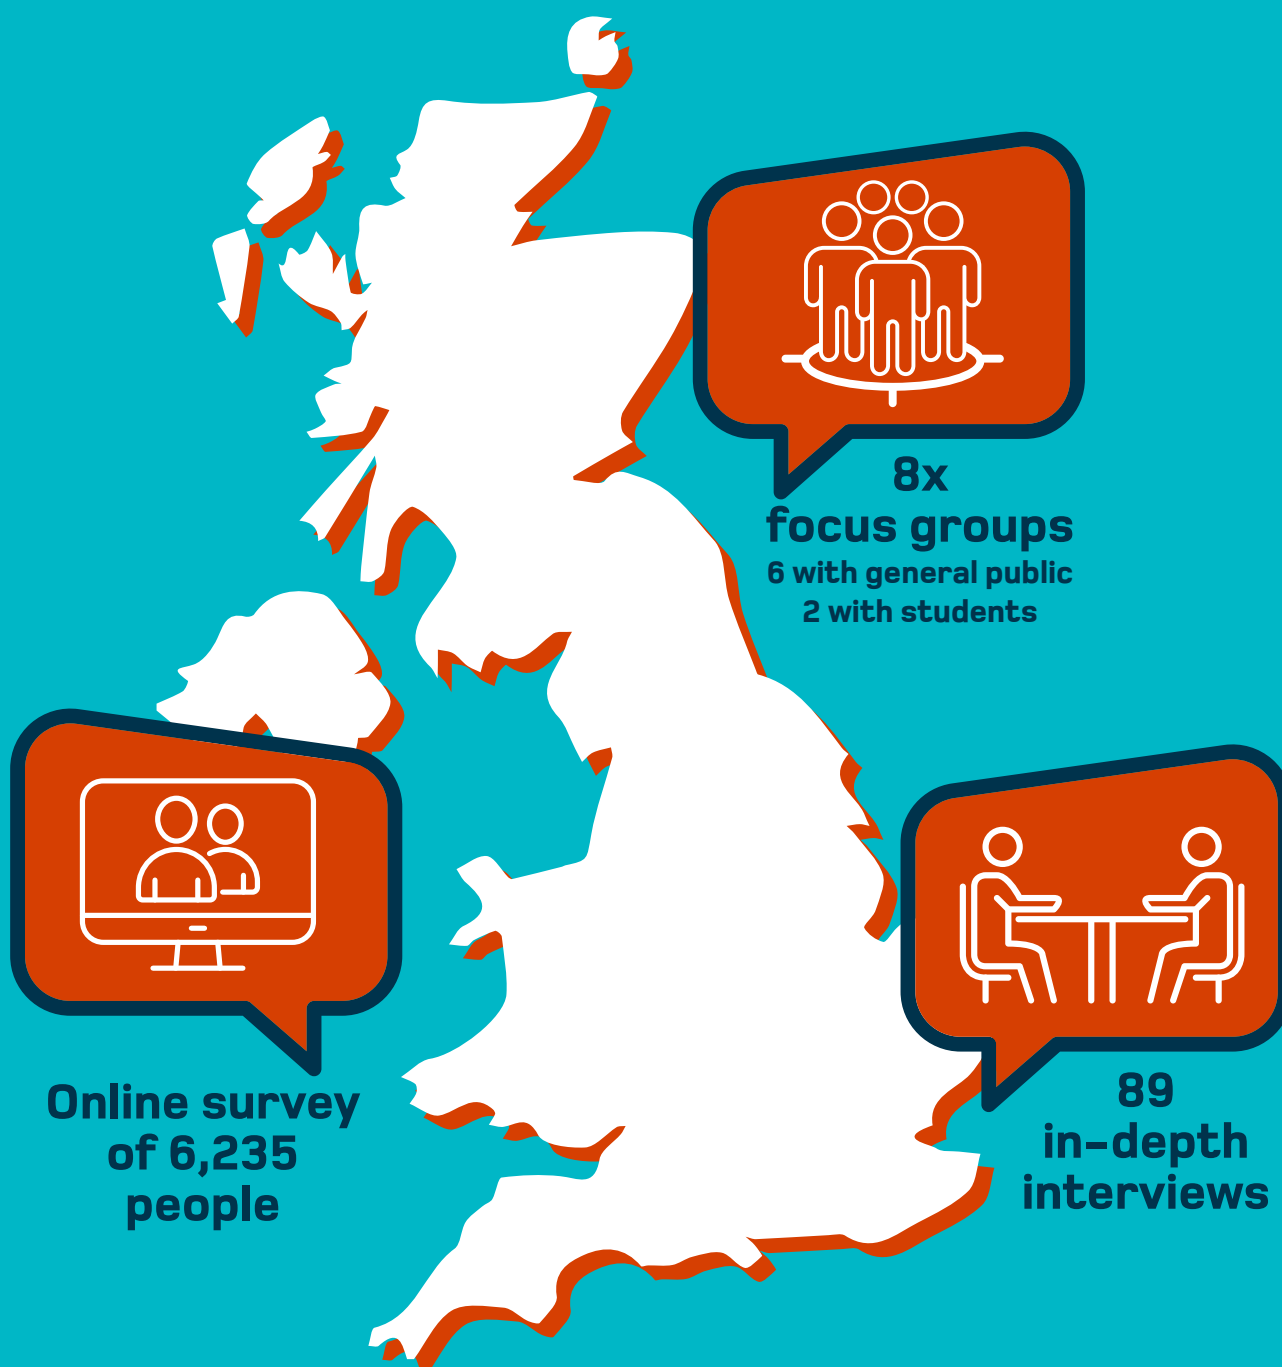 8x
focus groups
6 with general public
2 with students
Online survey
of 6,235
people
89
in-depth
interviews